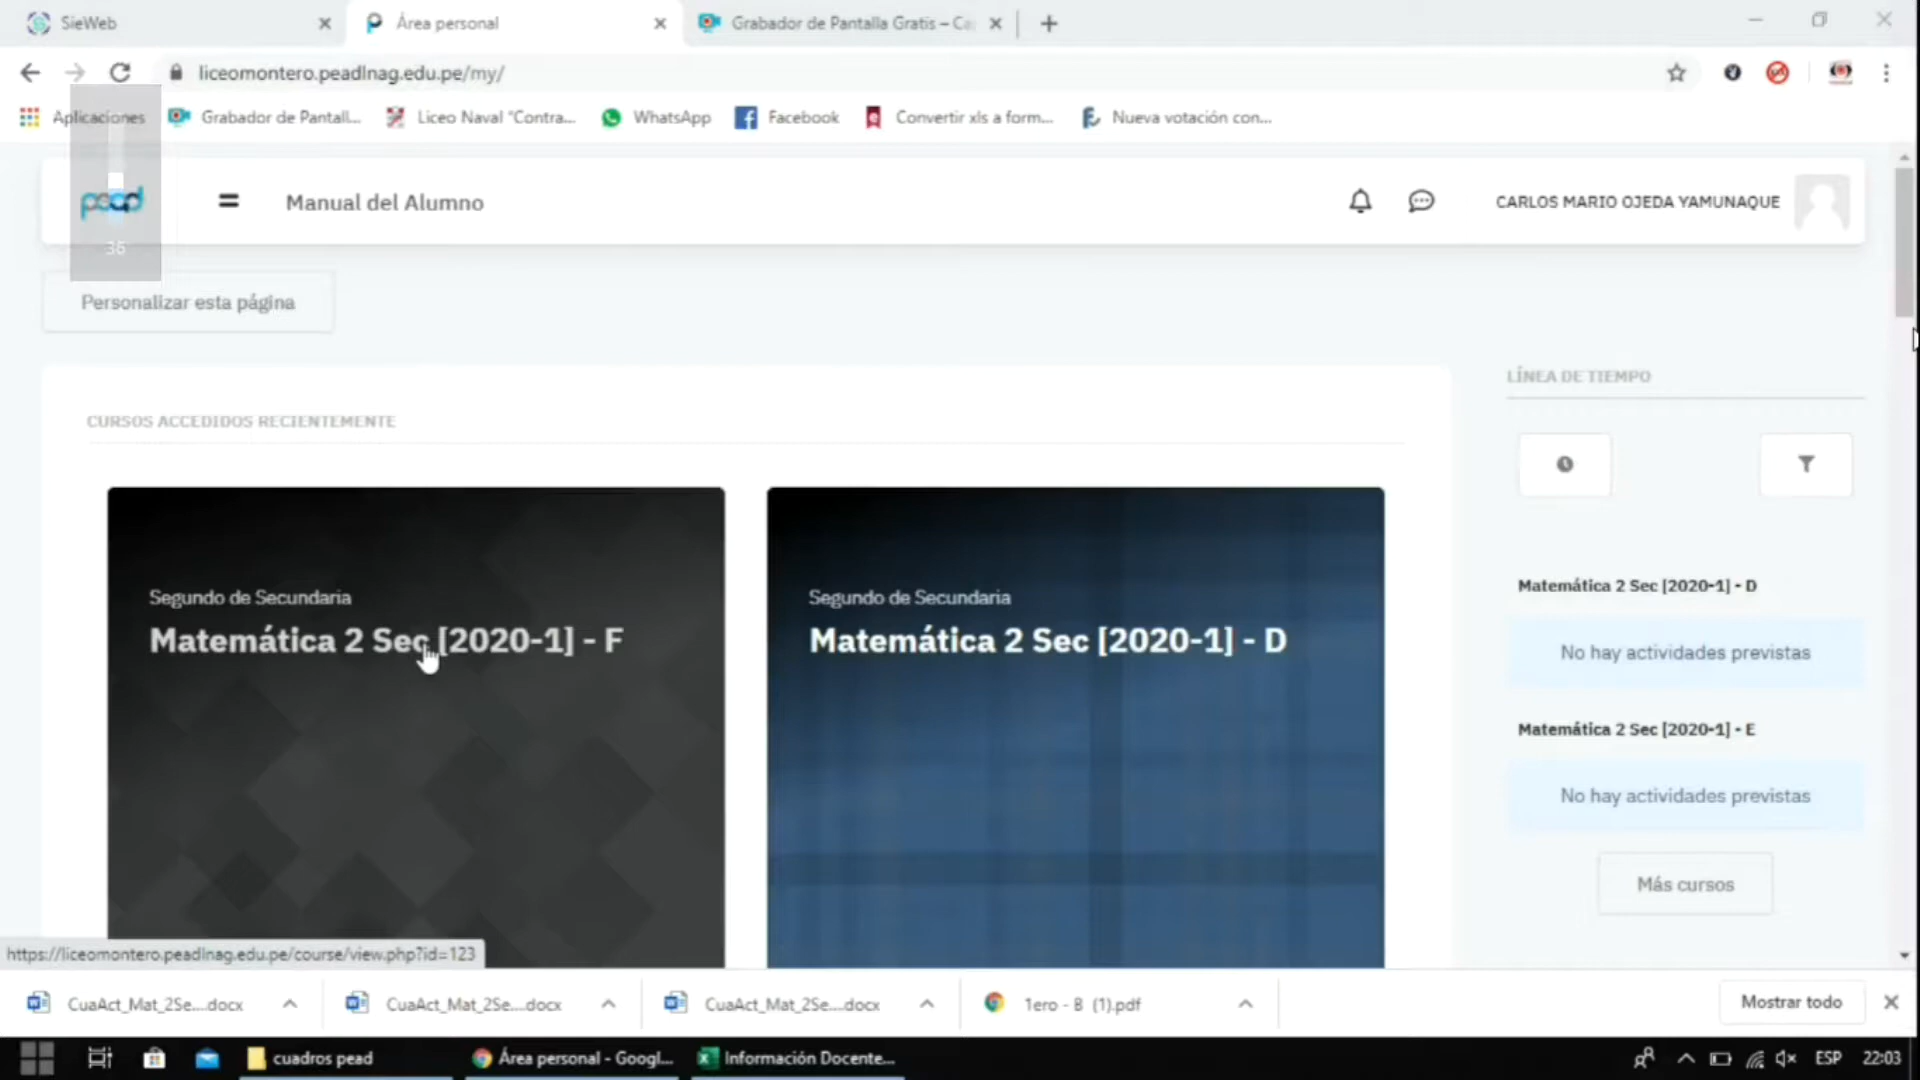 SieWeb
Área personal
Grabador de Pantalla Gratis – Ca
liceomontero.peadlnag.edu.pe/my/
Aplicaciones
Grabador de Pantall...
Liceo Naval "Contra...
WhatsApp
Facebook
Convertir xls a form...
Nueva votación con...
pead
Manual del Alumno
CARLOS MARIO OJEDA YAMUNAQUE
36
Personalizar esta página
CURSOS ACCEDIDOS RECIENTEMENTE
LÍNEA DE TIEMPO
Segundo de Secundaria
Matemática 2 Sec [2020-1] - F
Segundo de Secundaria
Matemática 2 Sec [2020-1] - D
Matemática 2 Sec [2020-1] - D
No hay actividades previstas
Matemática 2 Sec [2020-1] - E
No hay actividades previstas
Más cursos
https://liceomontero.peadlnag.edu.pe/course/view.php?id=123
CuaAct_Mat_2Se....docx
CuaAct_Mat_2Se....docx
CuaAct_Mat_2Se....docx
1ero - B (1).pdf
Mostrar todo
cuadros pead
Área personal - Googl...
Información Docente...
ESP
22:03